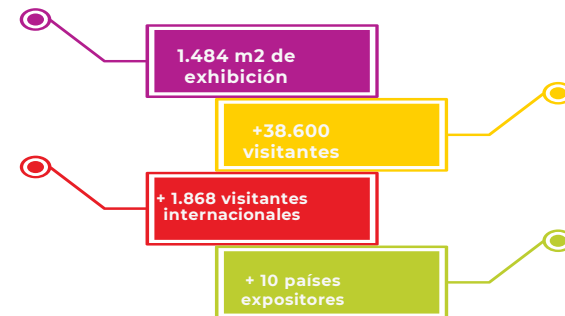 1.484 m2 de
exhibición
+38.600
visitantes
+ 1.868 visitantes
internacionales
+ 10 países
expositores